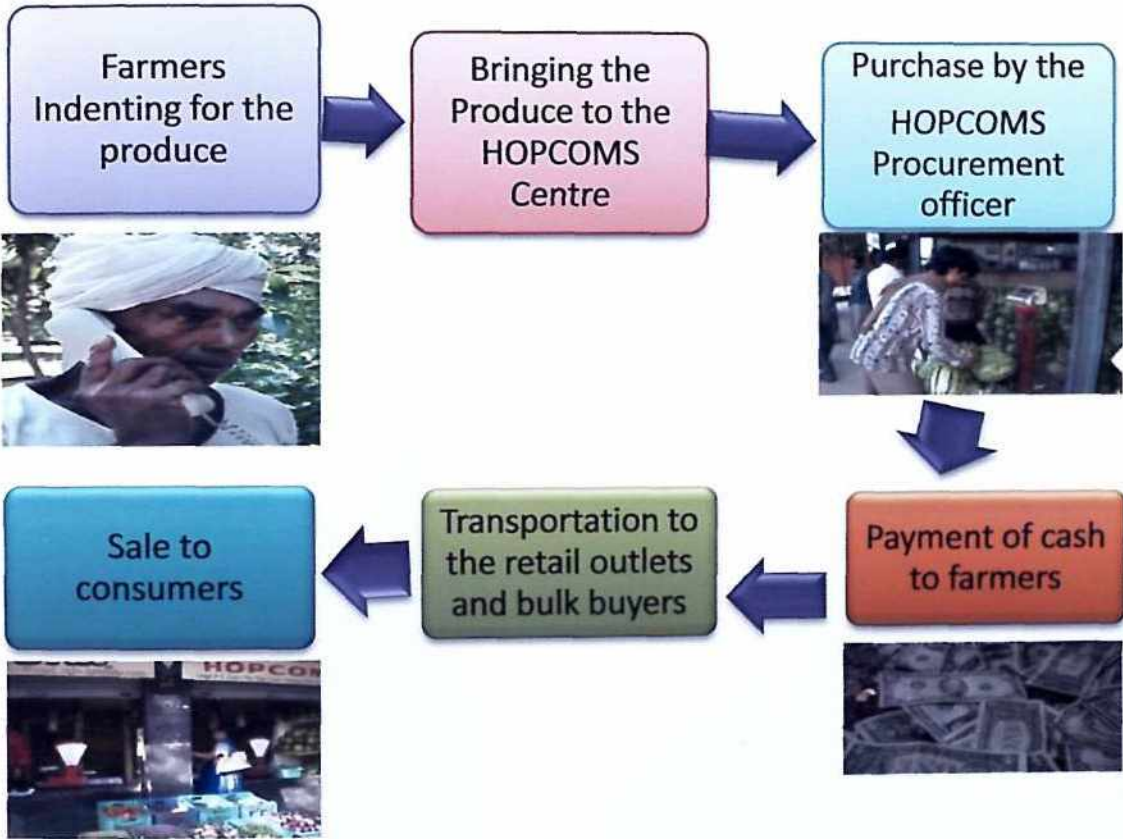 Farmers
Indenting for the
produce
Bringing the
Produce to the
HOPCOMS
Centre
Purchase by the
HOPCOMS
Procurement
officer
Payment of cash
to farmers
Transportation to
the retail outlets
and bulk buyers
Sale to
consumers
HOPCOM